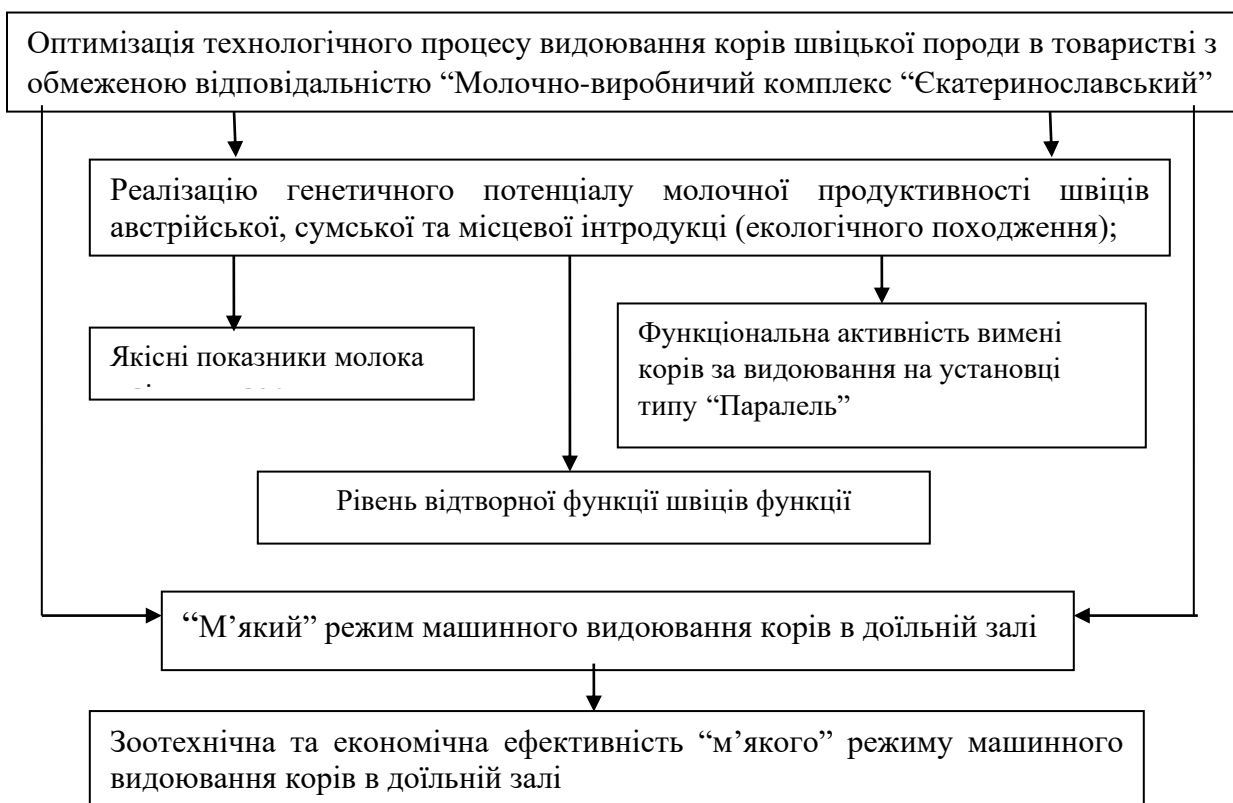 Оптимізація технологічного процесу видоювання корів швіцької породи в товаристві з
обмеженою відповідальністю “Молочно-виробничий комплекс “Єкатеринославський”
Реалізацію генетичного потенціалу молочної продуктивності швіців
австрійської, сумської та місцевої інтродукці (екологічного походження);
Якісні показники молока
Функціональна активність вимені
корів за видоювання на установці
типу “Паралель”
Рівень відтворної функції швіців функції
“М’який” режим машинного видоювання корів в доїльній залі
Зоотехнічна та економічна ефективність “м’якого” режиму машинного
видоювання корів в доїльній залі